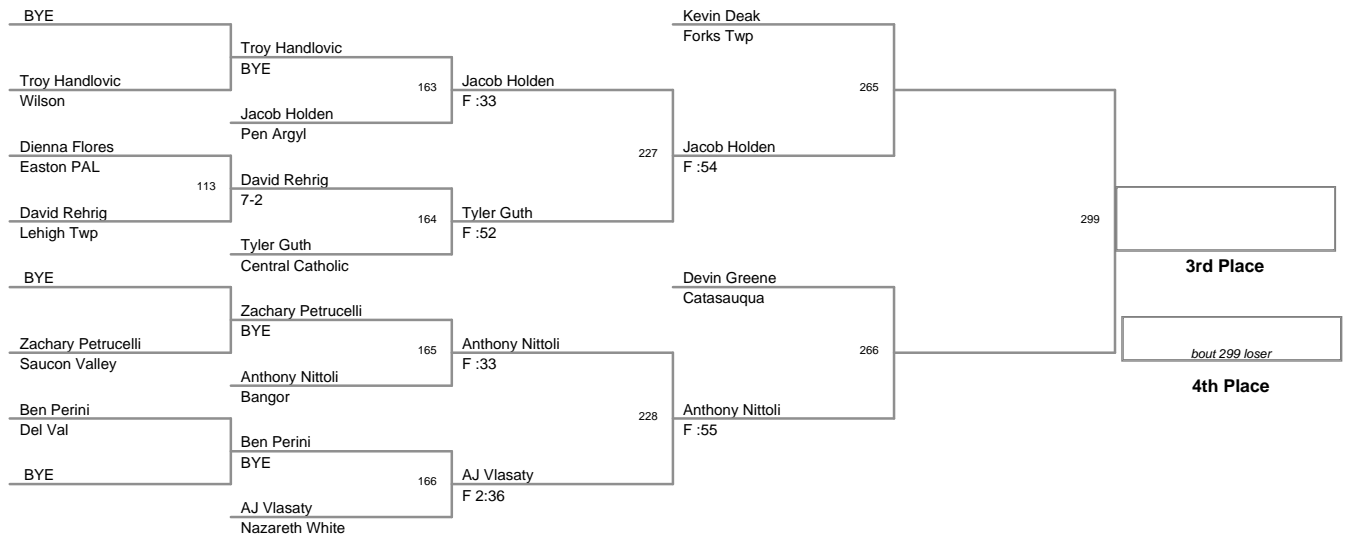 BYE
Troy Handlovic
Wilson
Dienna Flores
Easton PAL
113
David Rehrig
Lehigh Twp
BYE
Zachary Petrucelli
Saucon Valley
Ben Perini
Del Val
BYE
Troy Handlovic
BYE
163
Jacob Holden
Pen Argyl
David Rehrig
7-2
164
Tyler Guth
Central Catholic
Zachary Petrucelli
BYE
165
Anthony Nittoli
Bangor
Ben Perini
BYE
166
AJ Vlasaty
Nazareth White
Jacob Holden
F :33
227
Tyler Guth
F :52
Anthony Nittoli
F :33
228
AJ Vlasaty
F 2:36
Kevin Deak
Forks Twp
265
Jacob Holden
F :54
Devin Greene
Catasauqua
266
Anthony Nittoli
F :55
299
3rd Place
bout 299 loser
4th Place